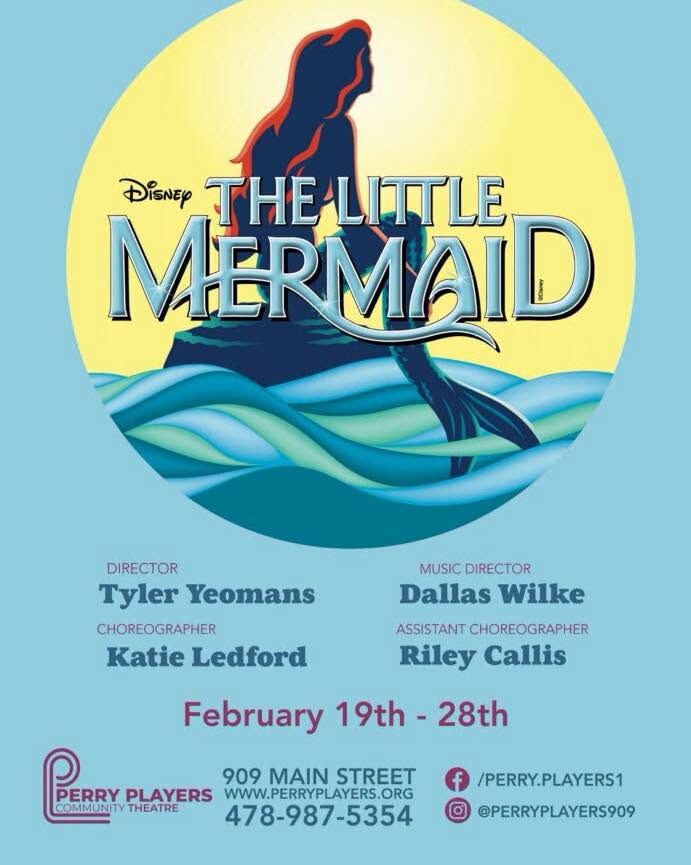 Disney
THE LITTLE
MERMAID
©Disney
DIRECTOR
Tyler Yeomans
MUSIC DIRECTOR
Dallas Wilke
CHOREOGRAPHER
Katie Ledford
ASSISTANT CHOREOGRAPHER
Riley Callis
February 19th - 28th
PERRY PLAYERS
COMMUNITY THEATRE
909 MAIN STREET
WWW.PERRYPLAYERS.ORG
478-987-5354
/PERRY.PLAYERS1
@PERRYPLAYERS909